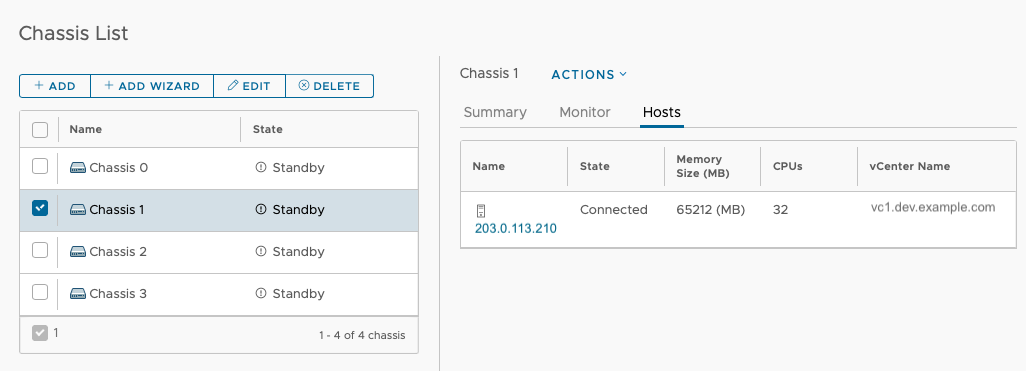 Chassis List
+ ADD
+ ADD WIZARD
EDIT
DELETE
Name State
Chassis 0 Standby
Chassis 1 Standby
Chassis 2 Standby
Chassis 3 Standby
1 1 - 4 of 4 chassis
Chassis 1 ACTIONS
Summary Monitor Hosts
Name State Memory Size (MB) CPUs vCenter Name
203.0.113.210 Connected 65212 (MB) 32 vc1.dev.example.com